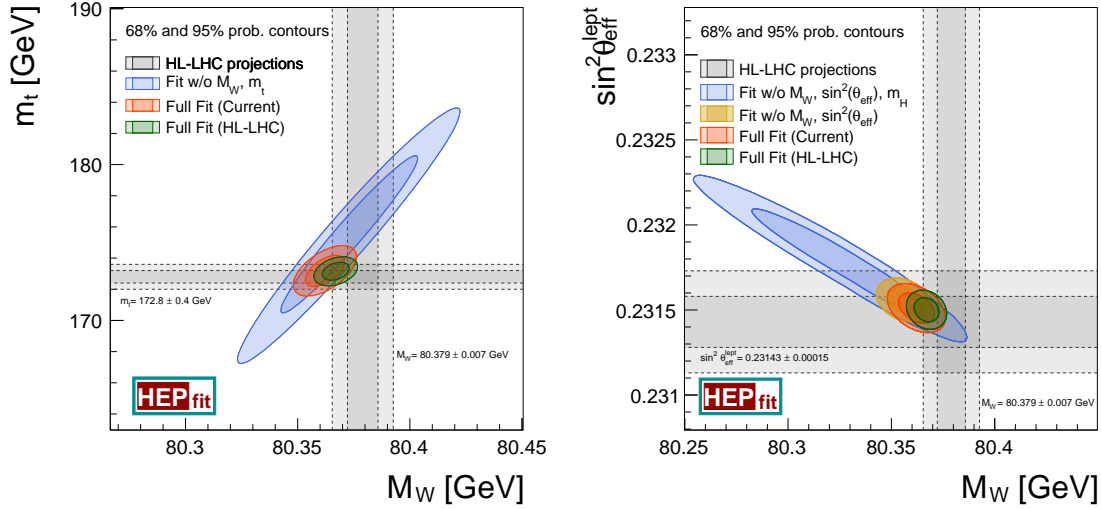 68% and 95% prob. contours
HL-LHC projections
Fit w/o M_W, m_t
Full Fit (Current)
Full Fit (HL-LHC)
m_t [GeV]
190
180
170
m_t= 172.8 ± 0.4 GeV
M_W= 80.379 ± 0.007 GeV
HEP fit
80.3
80.35
80.4
80.45
M_W [GeV]
68% and 95% prob. contours
HL-LHC projections
Fit w/o M_W, sin²(θ_eff), m_H
Fit w/o M_W, sin²(θ_eff)
Full Fit (Current)
Full Fit (HL-LHC)
sin²θ_eff^lept
0.233
0.2325
0.232
0.2315
0.231
sin² θ_eff^lept = 0.23143 ± 0.00015
M_W= 80.379 ± 0.007 GeV
HEP fit
80.25
80.3
80.35
80.4
M_W [GeV]